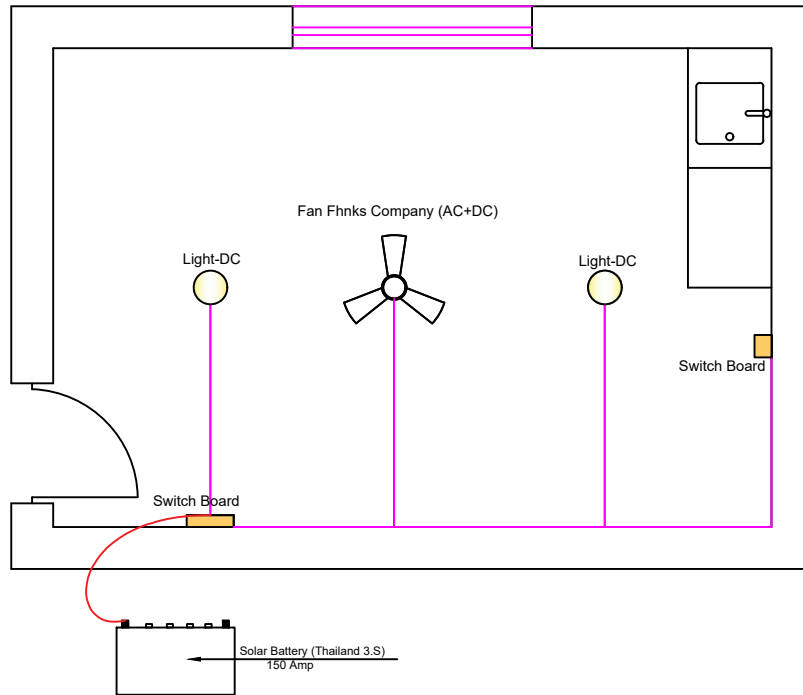 Fan Fhnks Company (AC+DC)
Light-DC
Light-DC
Switch Board
Switch Board
Solar Battery (Thailand 3.S)
150 Amp